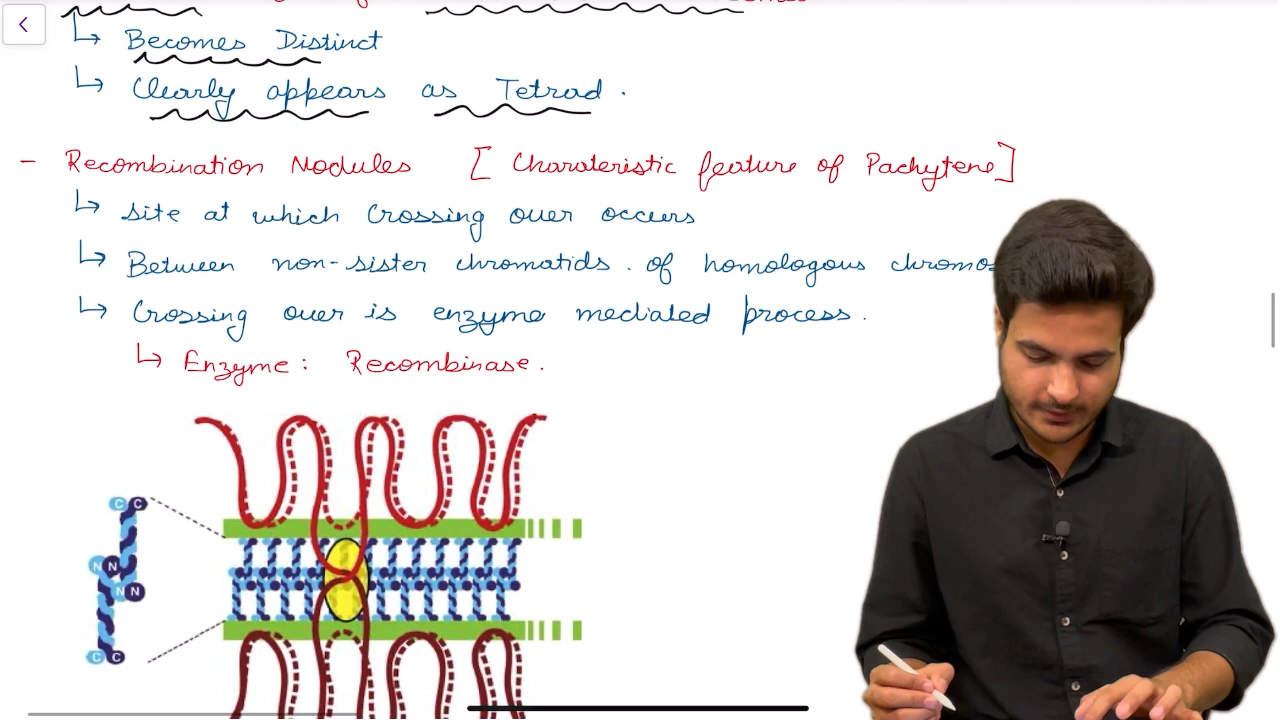 Becomes Distinct
Clearly appears as Tetrad.
- Recombination Nodules [Charateristic feature of Pachytene]
site at which Crossing over occurs
Between non-sister chromatids. of homologous chromos
Crossing over is enzyme mediated process.
Enzyme: Recombinase.
C C
N N
N N
C C